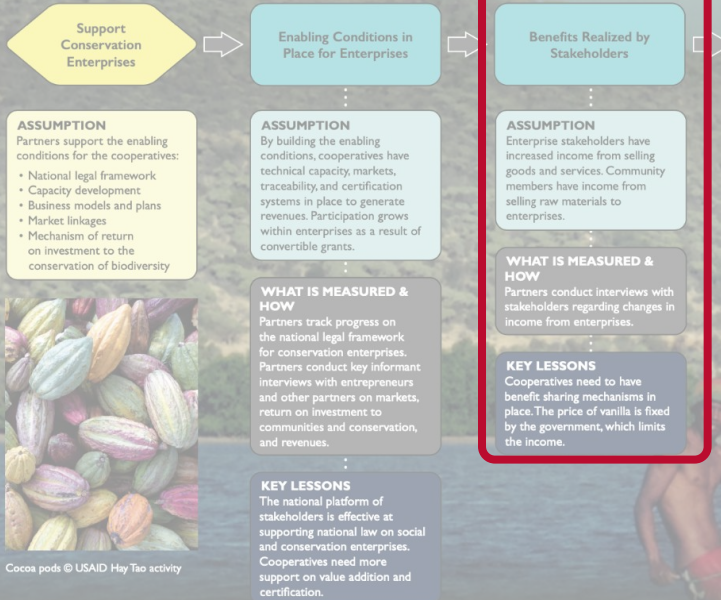 Support
Conservation
Enterprises
ASSUMPTION
Partners support the enabling
conditions for the cooperatives:
• National legal framework
• Capacity development
• Business models and plans
• Market linkages
• Mechanism of return
on investment to the
conservation of biodiversity
Cocoa pods © USAID Hay Tao activity
Enabling Conditions in
Place for Enterprises
ASSUMPTION
By building the enabling
conditions, cooperatives have
technical capacity, markets,
traceability, and certification
systems in place to generate
revenues. Participation grows
within enterprises as a result of
convertible grants.
WHAT IS MEASURED &
HOW
Partners track progress on
the national legal framework
for conservation enterprises.
Partners conduct key informant
interviews with entrepreneurs
and other partners on markets,
return on investment to
communities and conservation,
and revenues.
KEY LESSONS
The national platform of
stakeholders is effective at
supporting national law on social
and conservation enterprises.
Cooperatives need more
support on value addition and
certification.
Benefits Realized by
Stakeholders
ASSUMPTION
Enterprise stakeholders have
increased income from selling
goods and services. Community
members have income from
selling raw materials to
enterprises.
WHAT IS MEASURED &
HOW
Partners conduct interviews with
stakeholders regarding changes in
income from enterprises.
KEY LESSONS
Cooperatives need to have
benefit sharing mechanisms in
place. The price of vanilla is fixed
by the government, which limits
the income.